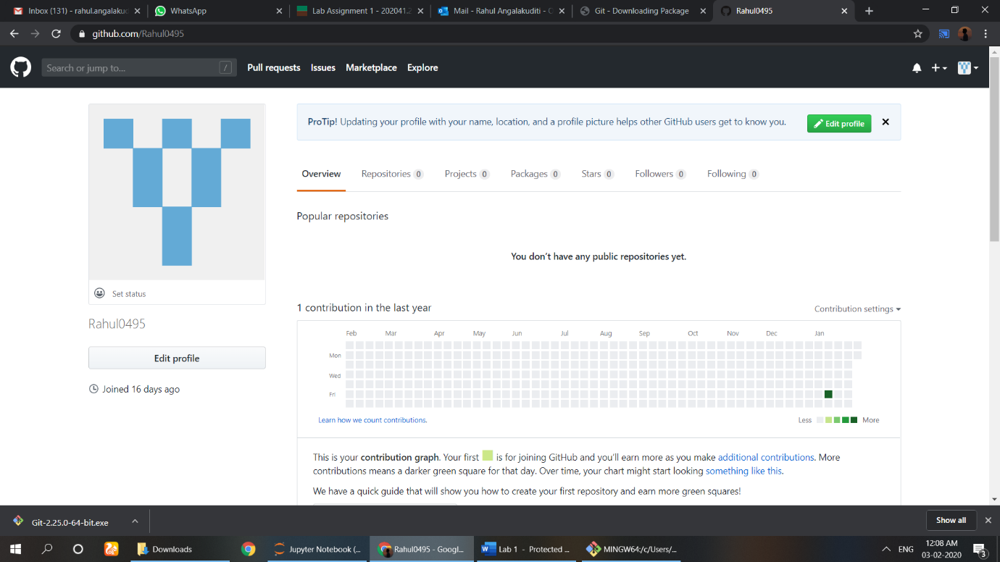 Inbox (131) - rahul.angalakuc
WhatsApp
Lab Assignment 1 - 202041.2
Mail - Rahul Angalakuditi - O
Git - Downloading Package
Rahul0495
github.com/Rahul0495
Search or jump to... /
Pull requests Issues Marketplace Explore
ProTip! Updating your profile with your name, location, and a profile picture helps other GitHub users get to know you.
Edit profile
Overview Repositories 0 Projects 0 Packages 0 Stars 0 Followers 0 Following 0
Popular repositories
You don't have any public repositories yet.
Set status
Rahul0495
Edit profile
Joined 16 days ago
1 contribution in the last year
Contribution settings
Feb Mar Apr May Jun Jul Aug Sep Oct Nov Dec Jan
Mon
Wed
Fri
Learn how we count contributions.
Less More
This is your contribution graph. Your first is for joining GitHub and you'll earn more as you make additional contributions. More
contributions means a darker green square for that day. Over time, your chart might start looking something like this.
We have a quick guide that will show you how to create your first repository and earn more green squares!
Git-2.25.0-64-bit.exe
Show all
Downloads
Jupyter Notebook (...
Rahul0495 - Googl...
Lab 1 - Protected ...
MINGW64:/c/Users/...
ENG
12:08 AM
03-02-2020
3